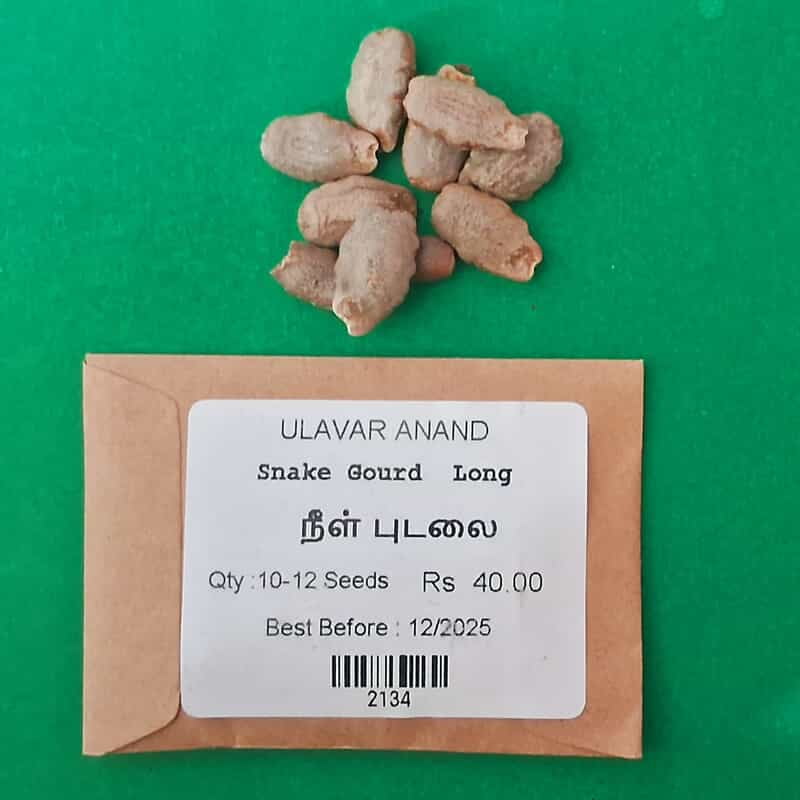 ULAVAR ANAND
Snake Gourd Long
நீள் புடலை
Qty :10-12 Seeds Rs 40.00
Best Before : 12/2025
2134